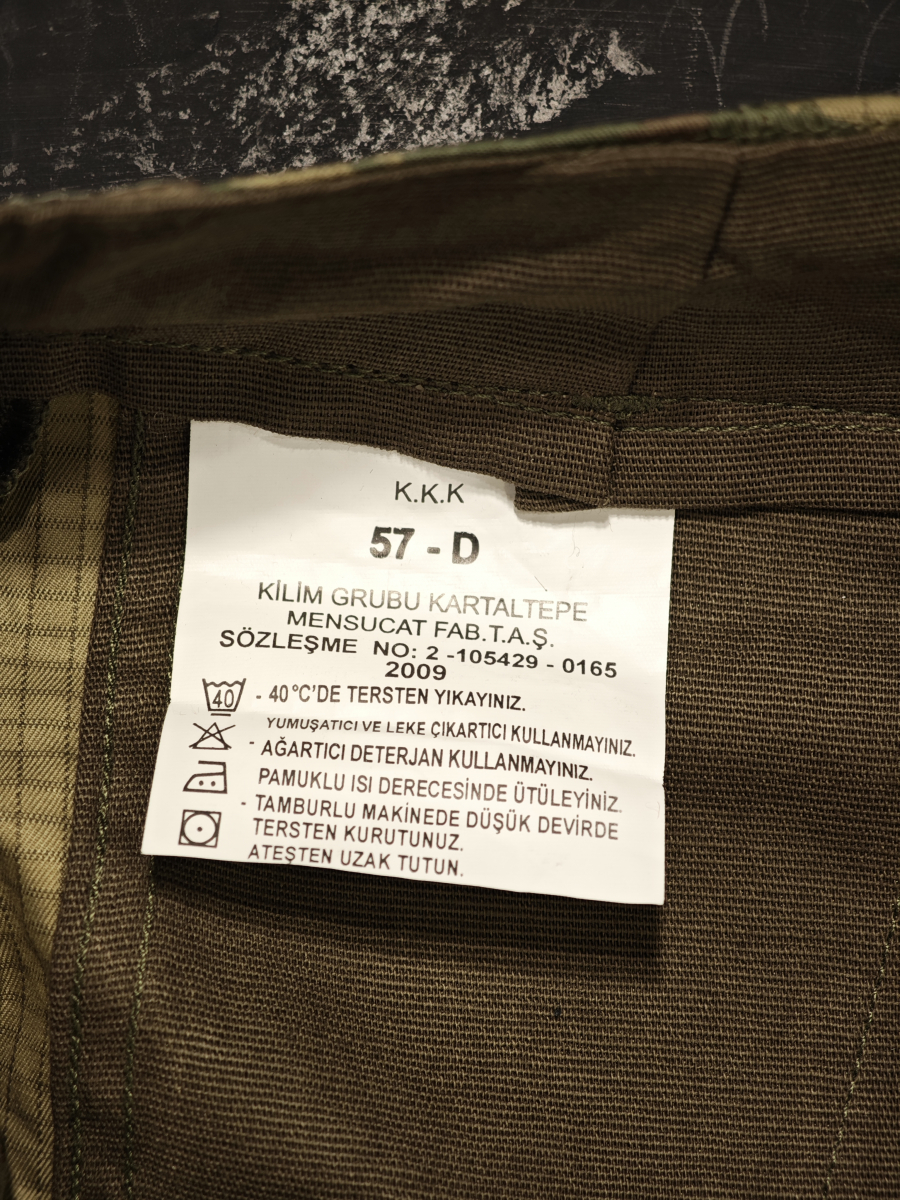 K.K.K
57 - D
KİLİM GRUBU KARTALTEPE
MENSUCAT FAB.T.A.Ş.
SÖZLEŞME NO: 2 -105429 - 0165
2009
40 - 40°C'DE TERSTEN YIKAYINIZ.
YUMUŞATICI VE LEKE ÇIKARTICI KULLANMAYINIZ.
- AĞARTICI DETERJAN KULLANMAYINIZ.
PAMUKLU ISI DERECESİNDE ÜTÜLEYİNİZ.
- TAMBURLU MAKİNEDE DÜŞÜK DEVİRDE
TERSTEN KURUTUNUZ.
ATEŞTEN UZAK TUTUN.